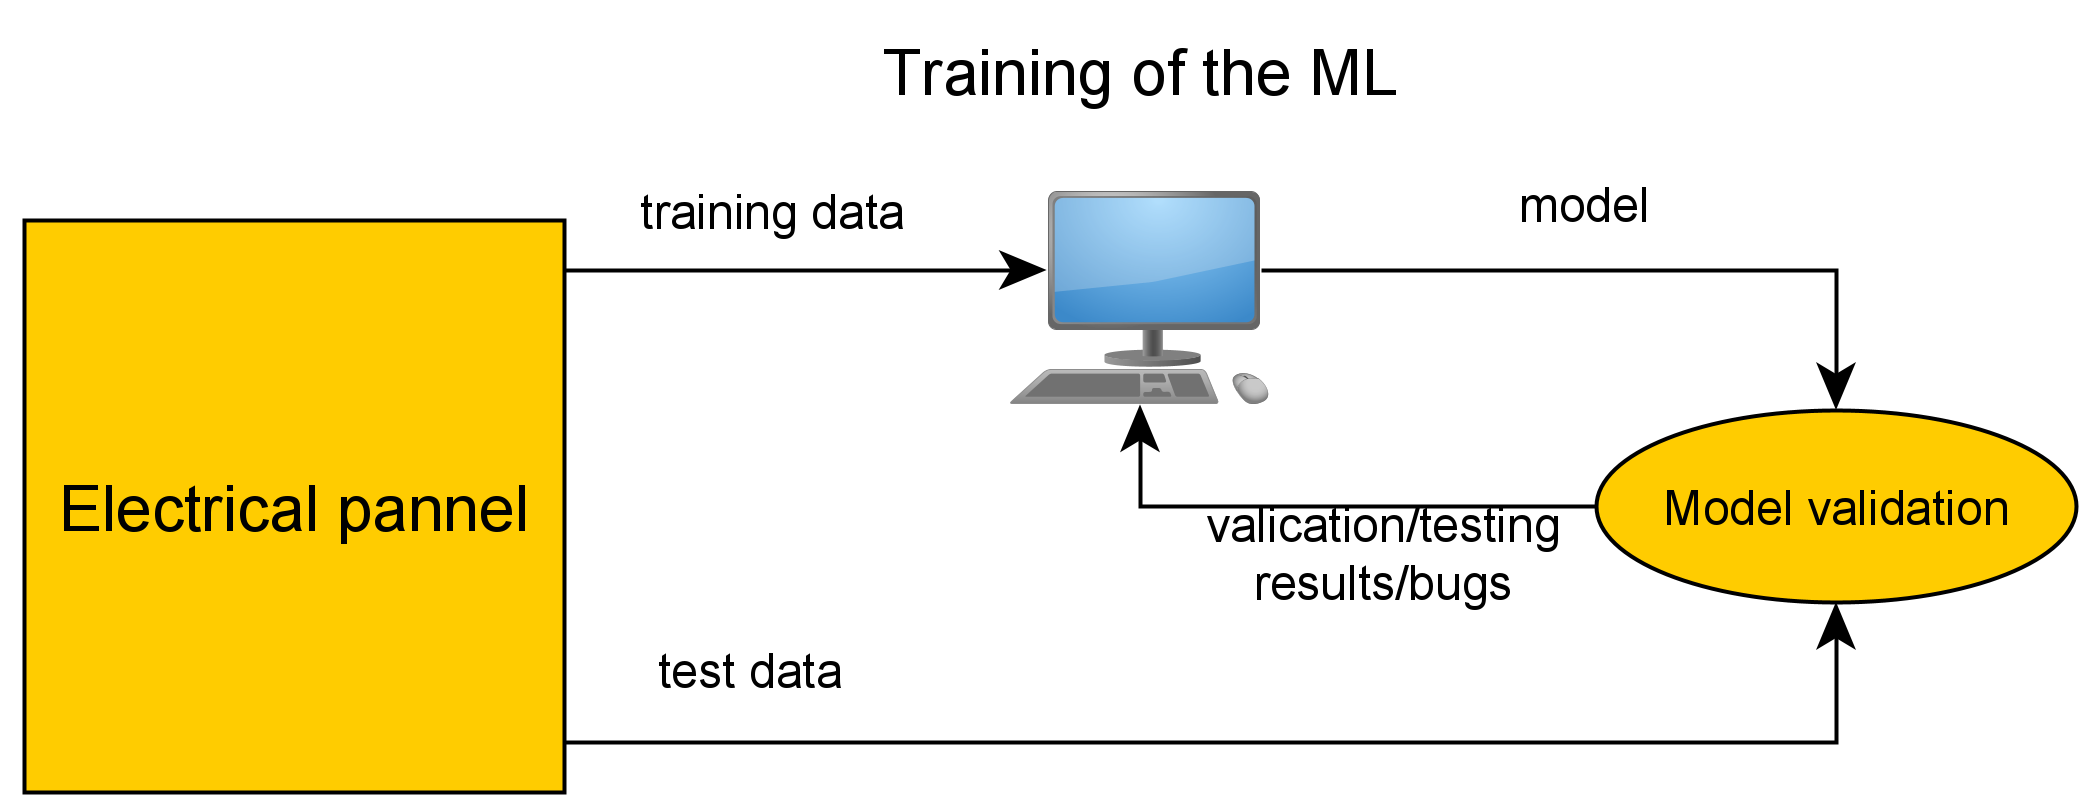 Training of the ML
training data
model
Electrical pannel
Model validation
valication/testing
results/bugs
test data